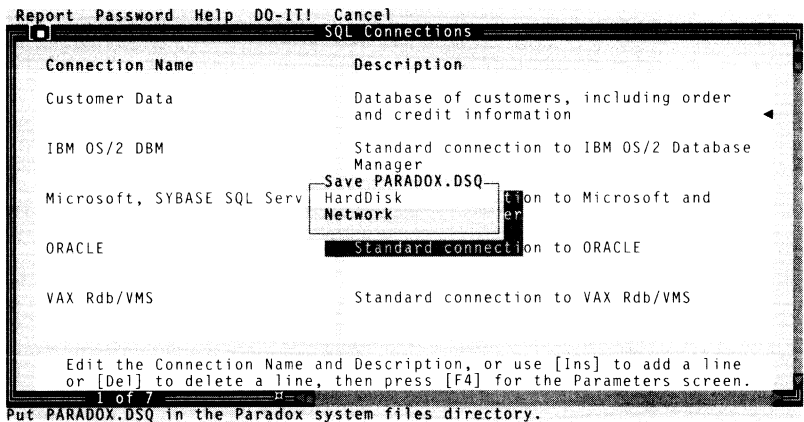 Report Password Help DO-IT! Cancel
SQL Connections
Connection Name Description
Customer Data Database of customers, including order
and credit information
IBM OS/2 DBM Standard connection to IBM OS/2 Database
Manager
Save PARADOX.DSQ
Microsoft, SYBASE SQL Serv HardDisk tion to Microsoft and
Network er
ORACLE Standard connection to ORACLE
VAX Rdb/VMS Standard connection to VAX Rdb/VMS
Edit the Connection Name and Description, or use [Ins] to add a line
or [Del] to delete a line, then press [F4] for the Parameters screen.
1 of 7
Put PARADOX.DSQ in the Paradox system files directory.